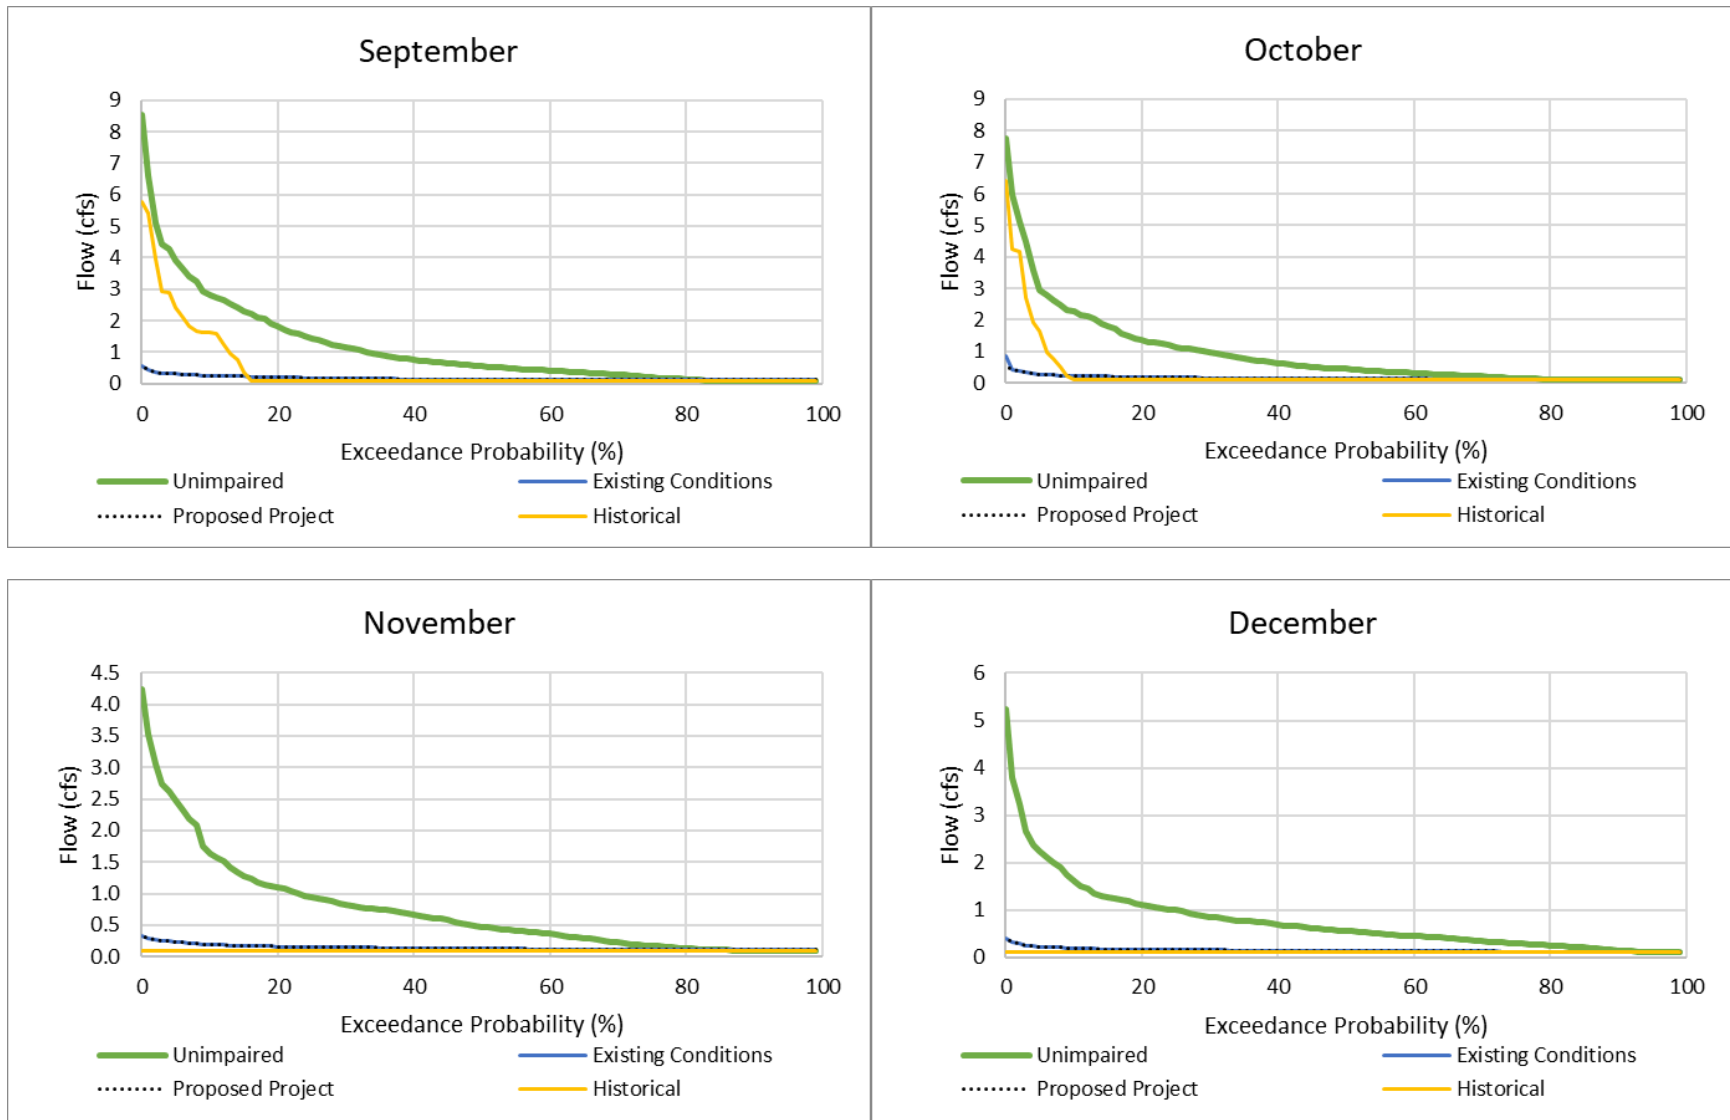 September
9
8
7
6
5
4
3
2
1
0
Flow (cfs)
0 20 40 60 80 100
Exceedance Probability (%)
Unimpaired Existing Conditions
Proposed Project Historical
October
9
8
7
6
5
4
3
2
1
0
Flow (cfs)
0 20 40 60 80 100
Exceedance Probability (%)
Unimpaired Existing Conditions
Proposed Project Historical
November
4.5
4.0
3.5
3.0
2.5
2.0
1.5
1.0
0.5
0.0
Flow (cfs)
0 20 40 60 80 100
Exceedance Probability (%)
Unimpaired Existing Conditions
Proposed Project Historical
December
6
5
4
3
2
1
0
Flow (cfs)
0 20 40 60 80 100
Exceedance Probability (%)
Unimpaired Existing Conditions
Proposed Project Historical